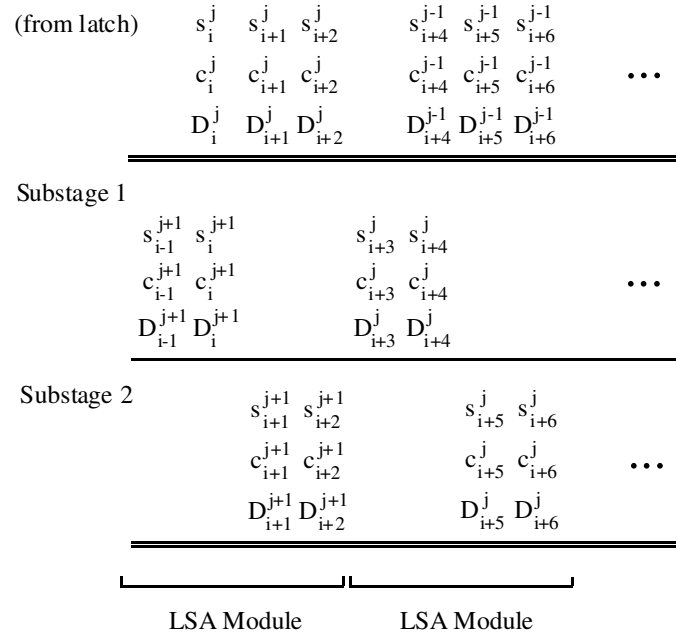 (from latch) s_i^j s_{i+1}^j s_{i+2}^j s_{i+4}^{j-1} s_{i+5}^{j-1} s_{i+6}^{j-1}
c_i^j c_{i+1}^j c_{i+2}^j c_{i+4}^{j-1} c_{i+5}^{j-1} c_{i+6}^{j-1} •••
D_i^j D_{i+1}^j D_{i+2}^j D_{i+4}^{j-1} D_{i+5}^{j-1} D_{i+6}^{j-1}
Substage 1
s_{i-1}^{j+1} s_i^{j+1} s_{i+3}^j s_{i+4}^j
c_{i-1}^{j+1} c_i^{j+1} c_{i+3}^j c_{i+4}^j •••
D_{i-1}^{j+1} D_i^{j+1} D_{i+3}^j D_{i+4}^j
Substage 2
s_{i+1}^{j+1} s_{i+2}^{j+1} s_{i+5}^j s_{i+6}^j
c_{i+1}^{j+1} c_{i+2}^{j+1} c_{i+5}^j c_{i+6}^j •••
D_{i+1}^{j+1} D_{i+2}^{j+1} D_{i+5}^j D_{i+6}^j
LSA Module LSA Module